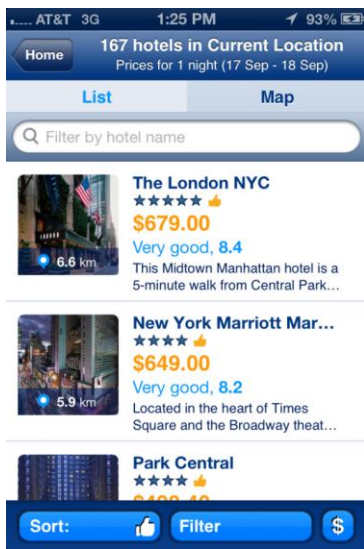 AT&T 3G 1:25 PM 93%
Home
167 hotels in Current Location
Prices for 1 night (17 Sep - 18 Sep)
List Map
Filter by hotel name
The London NYC
$679.00
Very good, 8.4
6.6 km
This Midtown Manhattan hotel is a
5-minute walk from Central Park...
New York Marriott Mar...
$649.00
Very good, 8.2
5.9 km
Located in the heart of Times
Square and the Broadway theat...
Park Central
Sort: Filter $